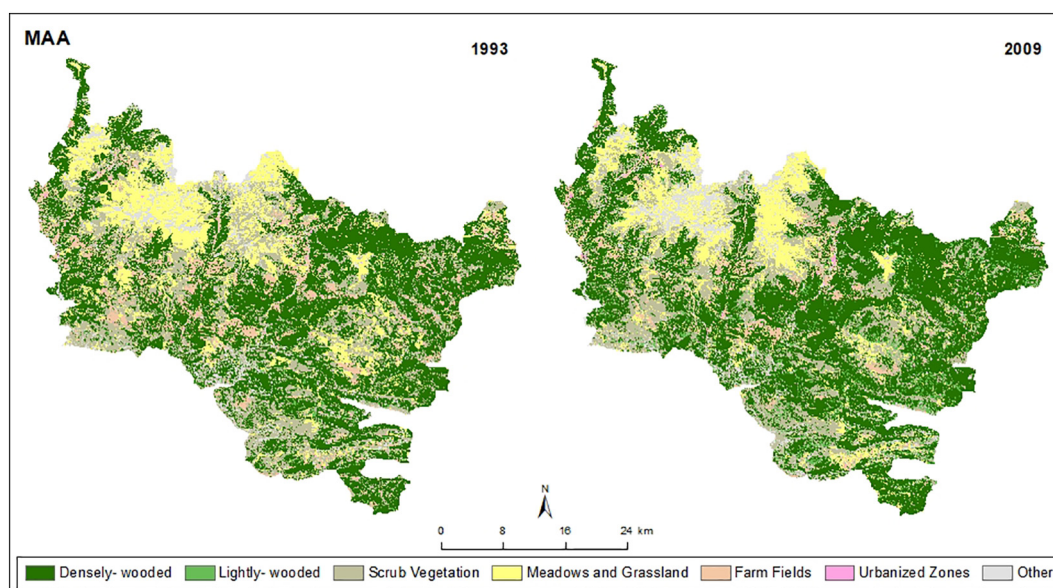 MAA
1993
2009
N
0 8 16 24 km
Densely- wooded Lightly- wooded Scrub Vegetation Meadows and Grassland Farm Fields Urbanized Zones Other